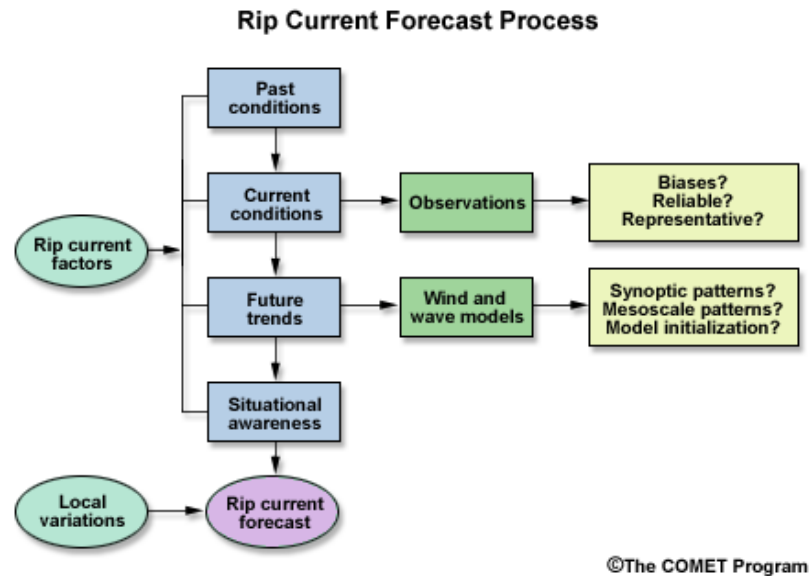 Rip Current Forecast Process
Past
conditions
Current
conditions
Observations
Biases?
Reliable?
Representative?
Rip current
factors
Future
trends
Wind and
wave models
Synoptic patterns?
Mesoscale patterns?
Model initialization?
Situational
awareness
Local
variations
Rip current
forecast
©The COMET Program